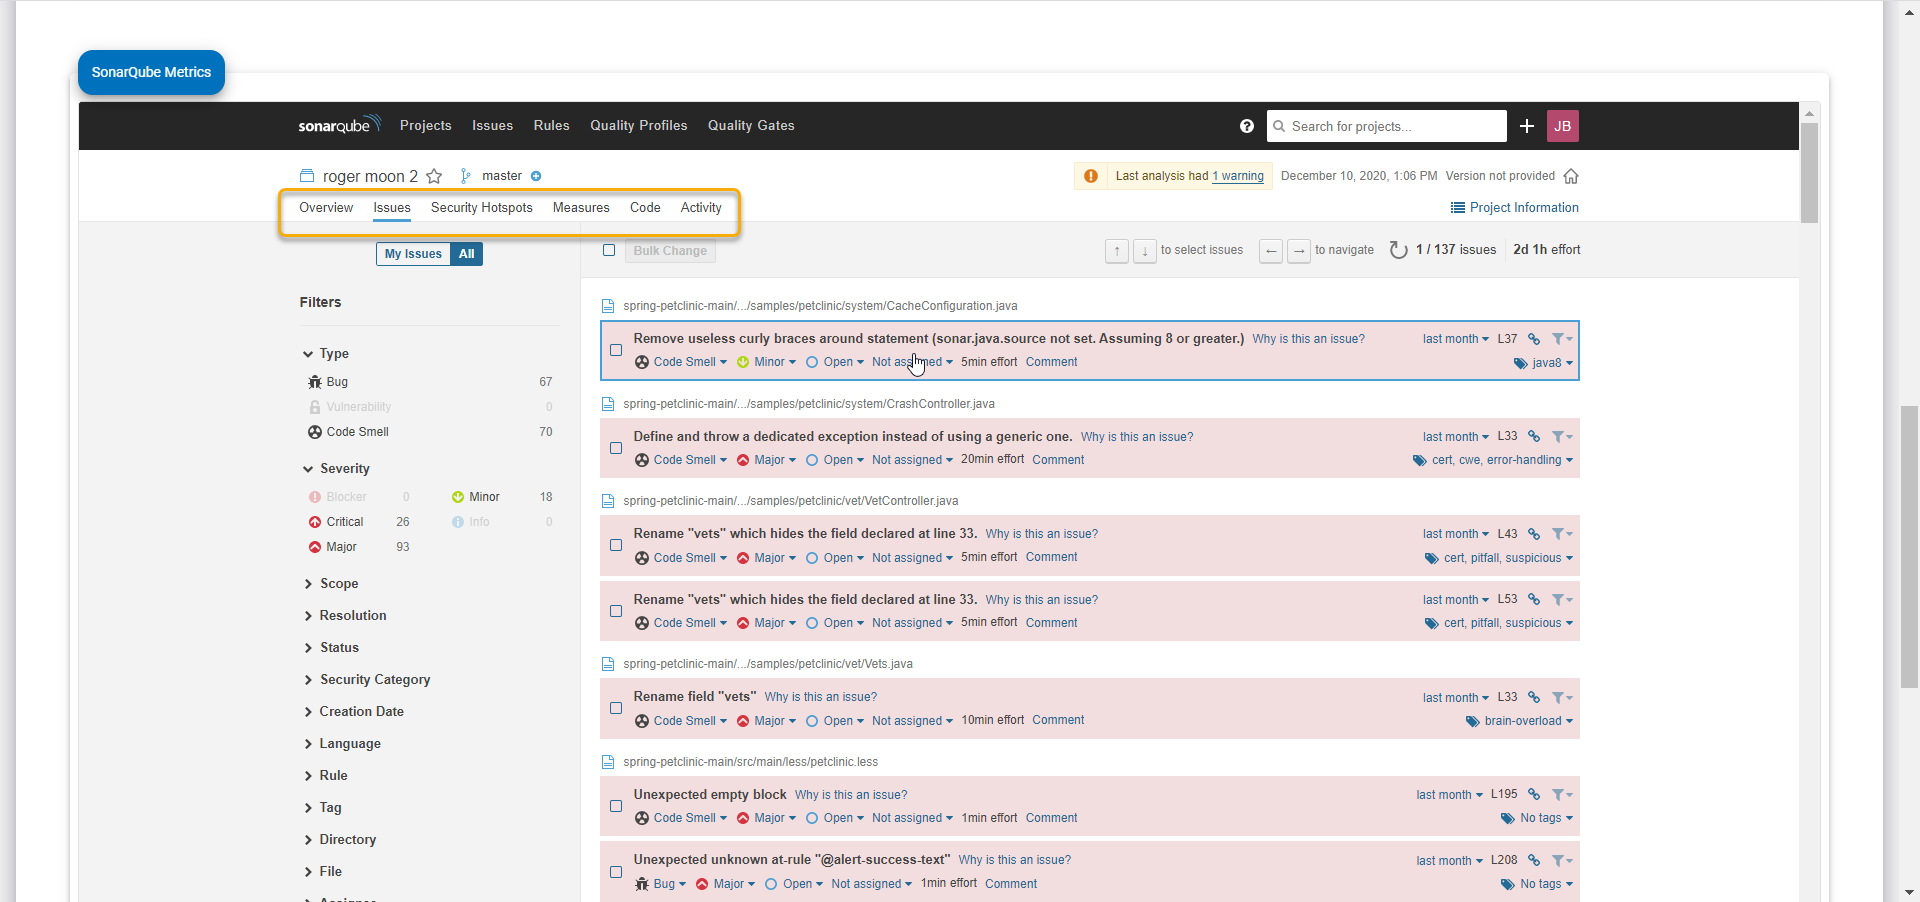 SonarQube Metrics
sonarqube Projects Issues Rules Quality Profiles Quality Gates Search for projects... JB
roger moon 2 master Last analysis had 1 warning December 10, 2020, 1:06 PM Version not provided
Overview Issues Security Hotspots Measures Code Activity Project Information
My Issues All Bulk Change ↑ ↓ to select issues ← → to navigate 1 / 137 issues 2d 1h effort
Filters
Type
Bug 67
Vulnerability 0
Code Smell 70
Severity
Blocker 0 Minor 18
Critical 26 Info 0
Major 93
Scope
Resolution
Status
Security Category
Creation Date
Language
Rule
Tag
Directory
File
spring-petclinic-main/.../samples/petclinic/system/CacheConfiguration.java
Remove useless curly braces around statement (sonar.java.source not set. Assuming 8 or greater.) Why is this an issue? last month L37
Code Smell Minor Open Not assigned 5min effort Comment java8
spring-petclinic-main/.../samples/petclinic/system/CrashController.java
Define and throw a dedicated exception instead of using a generic one. Why is this an issue? last month L33
Code Smell Major Open Not assigned 20min effort Comment cert, cwe, error-handling
spring-petclinic-main/.../samples/petclinic/vet/VetController.java
Rename "vets" which hides the field declared at line 33. Why is this an issue? last month L43
Code Smell Major Open Not assigned 5min effort Comment cert, pitfall, suspicious
Rename "vets" which hides the field declared at line 33. Why is this an issue? last month L53
Code Smell Major Open Not assigned 5min effort Comment cert, pitfall, suspicious
spring-petclinic-main/.../samples/petclinic/vet/Vets.java
Rename field "vets" Why is this an issue? last month L33
Code Smell Major Open Not assigned 10min effort Comment brain-overload
spring-petclinic-main/src/main/less/petclinic.less
Unexpected empty block Why is this an issue? last month L195
Code Smell Major Open Not assigned 1min effort Comment No tags
Unexpected unknown at-rule "@alert-success-text" Why is this an issue? last month L208
Bug Major Open Not assigned 1min effort Comment No tags